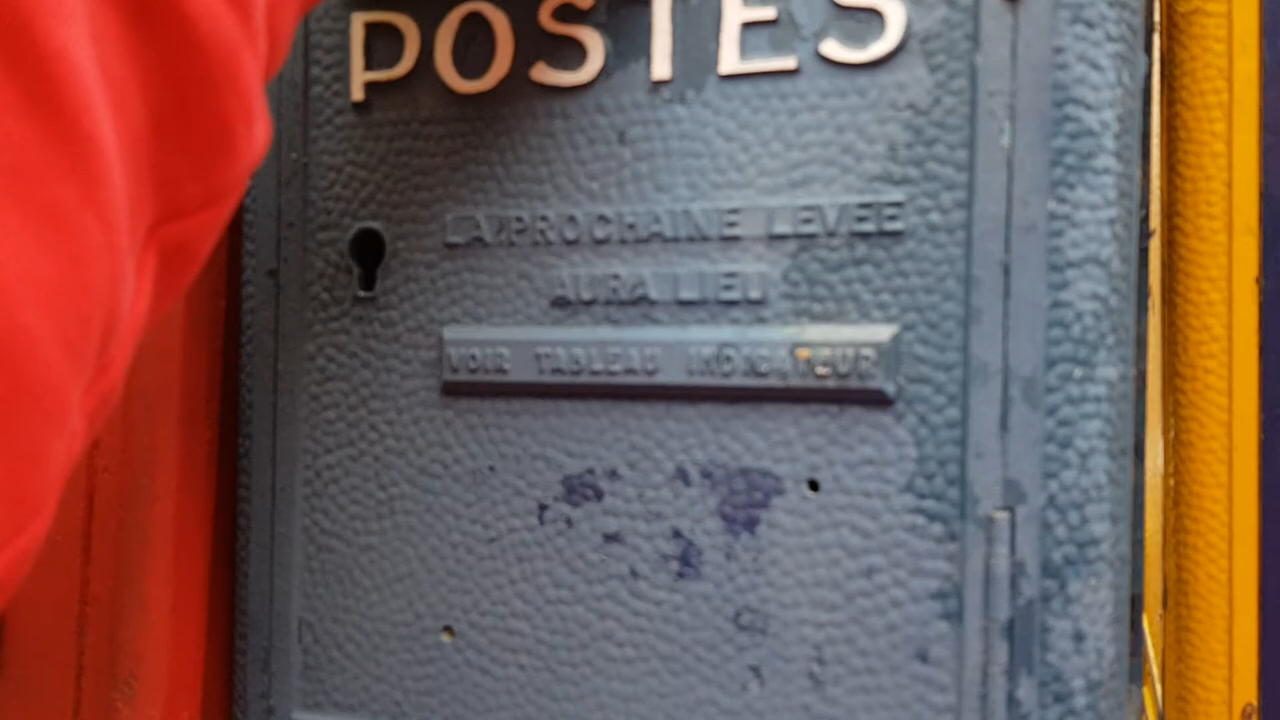 POSTES
LA PROCHAINE LEVEE
AURA LIEU
VOIR TABLEAU INDICATEUR